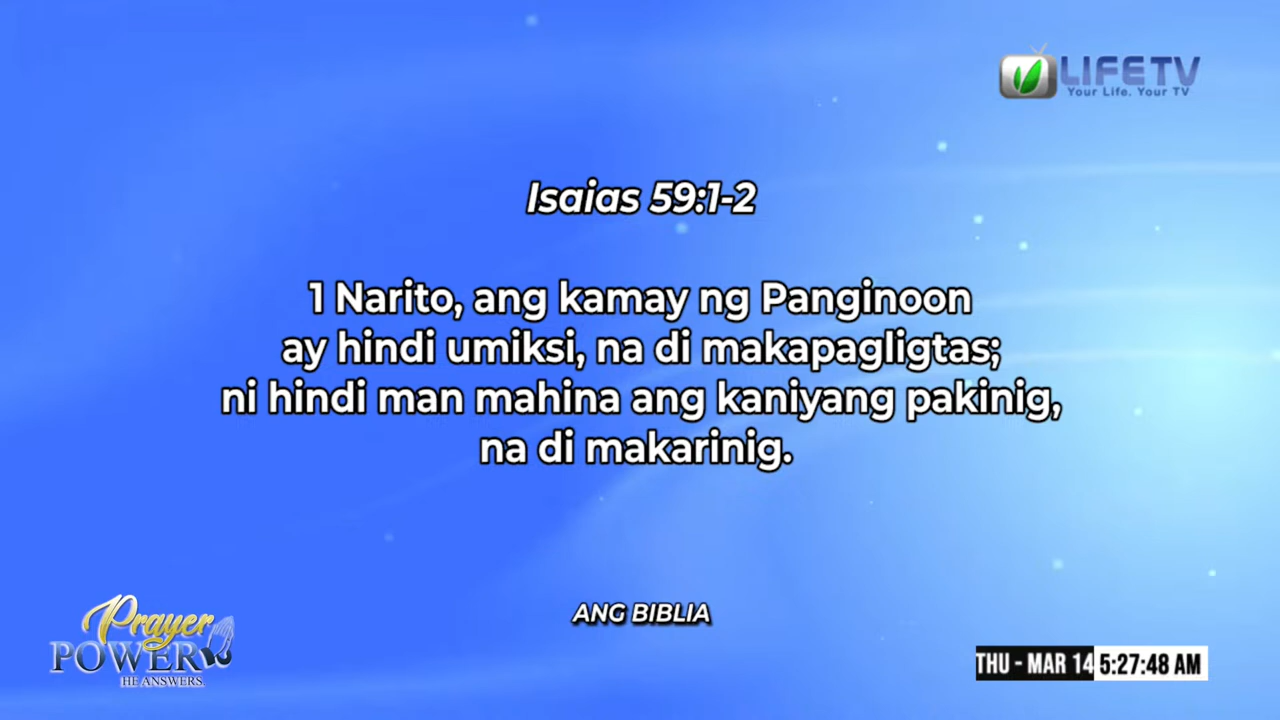 LIFETV
Your Life. Your TV
Isaias 59:1-2
1 Narito, ang kamay ng Panginoon
ay hindi umiksi, na di makapagligtas;
ni hindi man mahina ang kaniyang pakinig,
na di makarinig.
ANG BIBLIA
Prayer
POWER
HE ANSWERS.
THU - MAR 14 5:27:48 AM